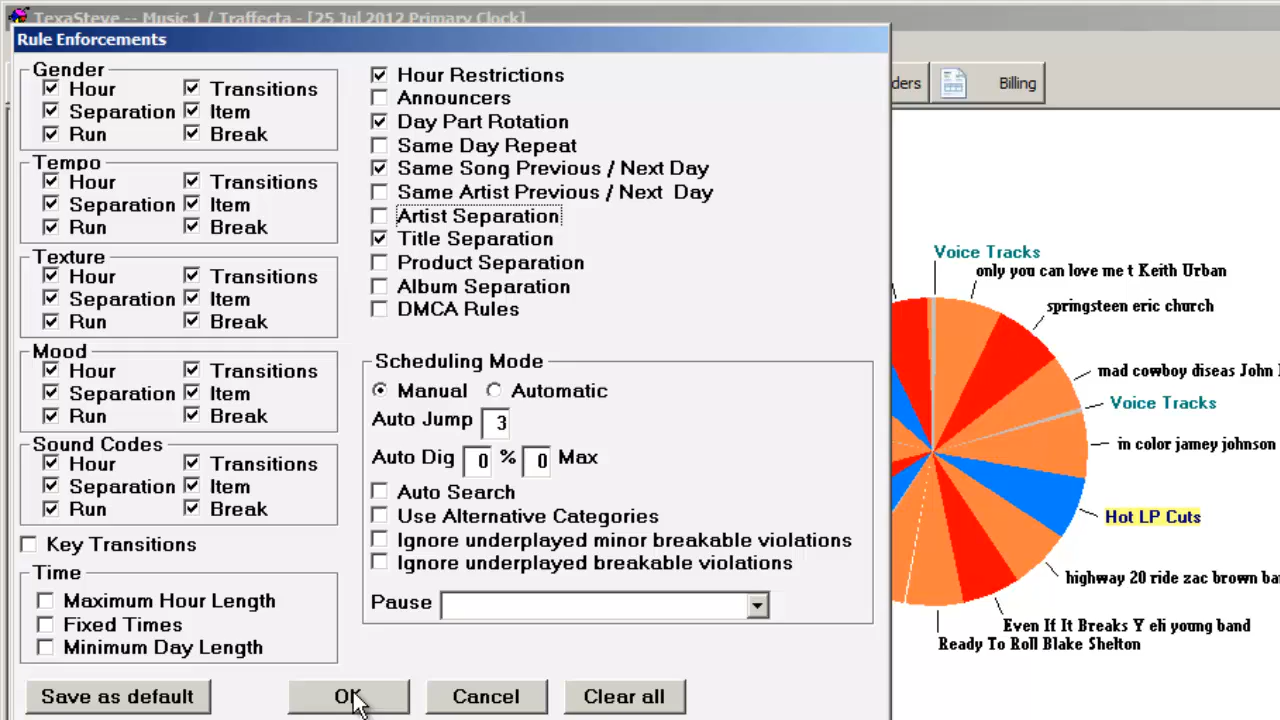 TexaSteve -- Music 1 / Traffecta - [25 Jul 2012 Primary Clock]
Rule Enforcements
Gender
Hour Transitions
Separation Item
Run Break
Tempo
Hour Transitions
Separation Item
Run Break
Texture
Hour Transitions
Separation Item
Run Break
Mood
Hour Transitions
Separation Item
Run Break
Sound Codes
Hour Transitions
Separation Item
Run Break
Key Transitions
Time
Maximum Hour Length
Fixed Times
Minimum Day Length
Hour Restrictions
Announcers
Day Part Rotation
Same Day Repeat
Same Song Previous / Next Day
Same Artist Previous / Next Day
Artist Separation
Title Separation
Product Separation
Album Separation
DMCA Rules
Scheduling Mode
Manual Automatic
Auto Jump 3
Auto Dig 0 % 0 Max
Auto Search
Use Alternative Categories
Ignore underplayed minor breakable violations
Ignore underplayed breakable violations
Pause
Save as default OK Cancel Clear all
ders Billing
Voice Tracks
only you can love me t Keith Urban
springsteen eric church
mad cowboy diseas John
Voice Tracks
in color jamey johnson
Hot LP Cuts
highway 20 ride zac brown ba
Even If It Breaks Y eli young band
Ready To Roll Blake Shelton